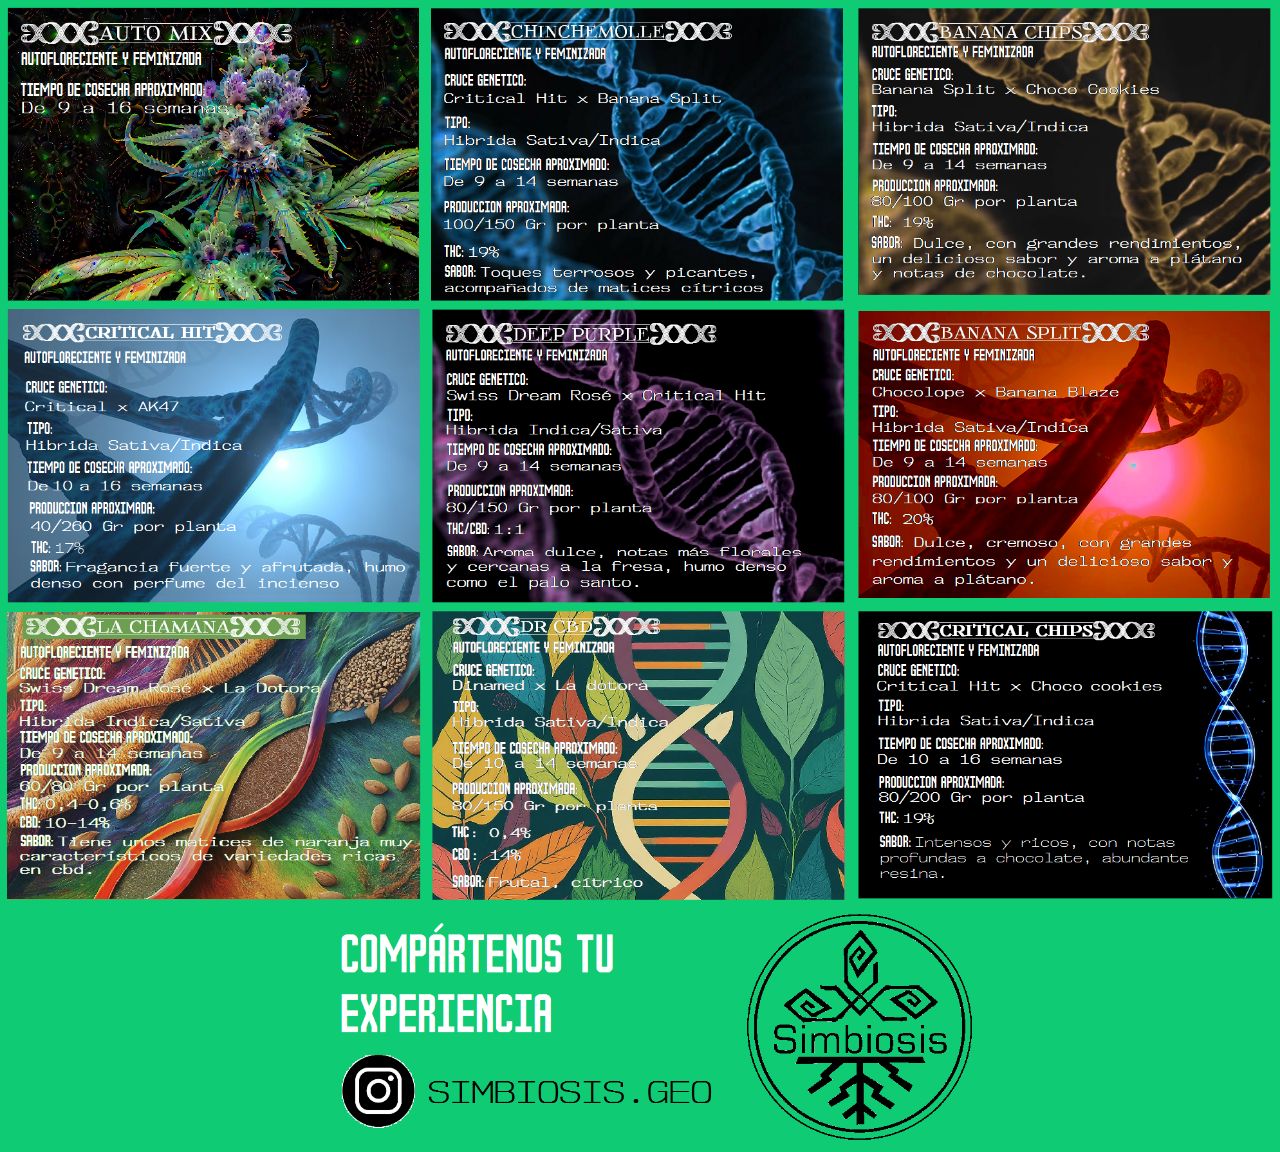 AUTO MIX
AUTOFLORECIENTE Y FEMINIZADA
TIEMPO DE COSECHA APROXIMADO:
De 9 a 16 semanas
CHINCHEMOLLE
AUTOFLORECIENTE Y FEMINIZADA
CRUCE GENETICO:
Critical Hit x Banana Split
TIPO:
Hibrida Sativa/Indica
TIEMPO DE COSECHA APROXIMADO:
De 9 a 14 semanas
PRODUCCION APROXIMADA:
100/150 Gr por planta
THC: 19%
SABOR: Toques terrosos y picantes,
acompañados de matices cítricos
BANANA CHIPS
AUTOFLORECIENTE Y FEMINIZADA
CRUCE GENETICO:
Banana Split x Choco Cookies
TIPO:
Hibrida Sativa/Indica
TIEMPO DE COSECHA APROXIMADO:
De 9 a 14 semanas
PRODUCCION APROXIMADA:
80/100 Gr por planta
THC: 19%
SABOR: Dulce, con grandes rendimientos,
un delicioso sabor y aroma a plátano
y notas de chocolate.
CRITICAL HIT
AUTOFLORECIENTE Y FEMINIZADA
CRUCE GENETICO:
Critical x AK47
TIPO:
Hibrida Sativa/Indica
TIEMPO DE COSECHA APROXIMADO:
De 10 a 16 semanas
PRODUCCION APROXIMADA:
40/260 Gr por planta
THC: 17%
SABOR: Fragancia fuerte y afrutada, humo
denso con perfume del incienso
DEEP PURPLE
AUTOFLORECIENTE Y FEMINIZADA
CRUCE GENETICO:
Swiss Dream Rosé x Critical Hit
TIPO:
Hibrida Indica/Sativa
TIEMPO DE COSECHA APROXIMADO:
De 9 a 14 semanas
PRODUCCION APROXIMADA:
80/150 Gr por planta
THC/CBD: 1:1
SABOR: Aroma dulce, notas más florales
y cercanas a la fresa, humo denso
como el palo santo.
BANANA SPLIT
AUTOFLORECIENTE Y FEMINIZADA
CRUCE GENETICO:
Chocolope x Banana Blaze
TIPO:
Hibrida Sativa/Indica
TIEMPO DE COSECHA APROXIMADO:
De 9 a 14 semanas
PRODUCCION APROXIMADA:
80/100 Gr por planta
THC: 20%
SABOR: Dulce, cremoso, con grandes
rendimientos y un delicioso sabor y
aroma a plátano.
LA CHAMANA
AUTOFLORECIENTE Y FEMINIZADA
CRUCE GENETICO:
Swiss Dream Rosé x La Dotora
TIPO:
Hibrida Indica/Sativa
TIEMPO DE COSECHA APROXIMADO:
De 9 a 14 semanas
PRODUCCION APROXIMADA:
60/80 Gr por planta
THC: 0,4-0,6%
CBD: 10-14%
SABOR: Tiene unos matices de naranja muy
característicos de variedades ricas
en cbd.
DR CBD
AUTOFLORECIENTE Y FEMINIZADA
CRUCE GENETICO:
Dinamed x La dotora
TIPO:
Hibrida Sativa/Indica
TIEMPO DE COSECHA APROXIMADO:
De 10 a 14 semanas
PRODUCCION APROXIMADA:
80/150 Gr por planta
THC: 0,4%
CBD: 14%
SABOR: Frutal, cítrico
CRITICAL CHIPS
AUTOFLORECIENTE Y FEMINIZADA
CRUCE GENETICO:
Critical Hit x Choco cookies
TIPO:
Hibrida Sativa/Indica
TIEMPO DE COSECHA APROXIMADO:
De 10 a 16 semanas
PRODUCCION APROXIMADA:
80/200 Gr por planta
THC: 19%
SABOR: Intensos y ricos, con notas
profundas a chocolate, abundante
resina.
COMPÁRTENOS TU
EXPERIENCIA
SIMBIOSIS.GEO
Simbiosis